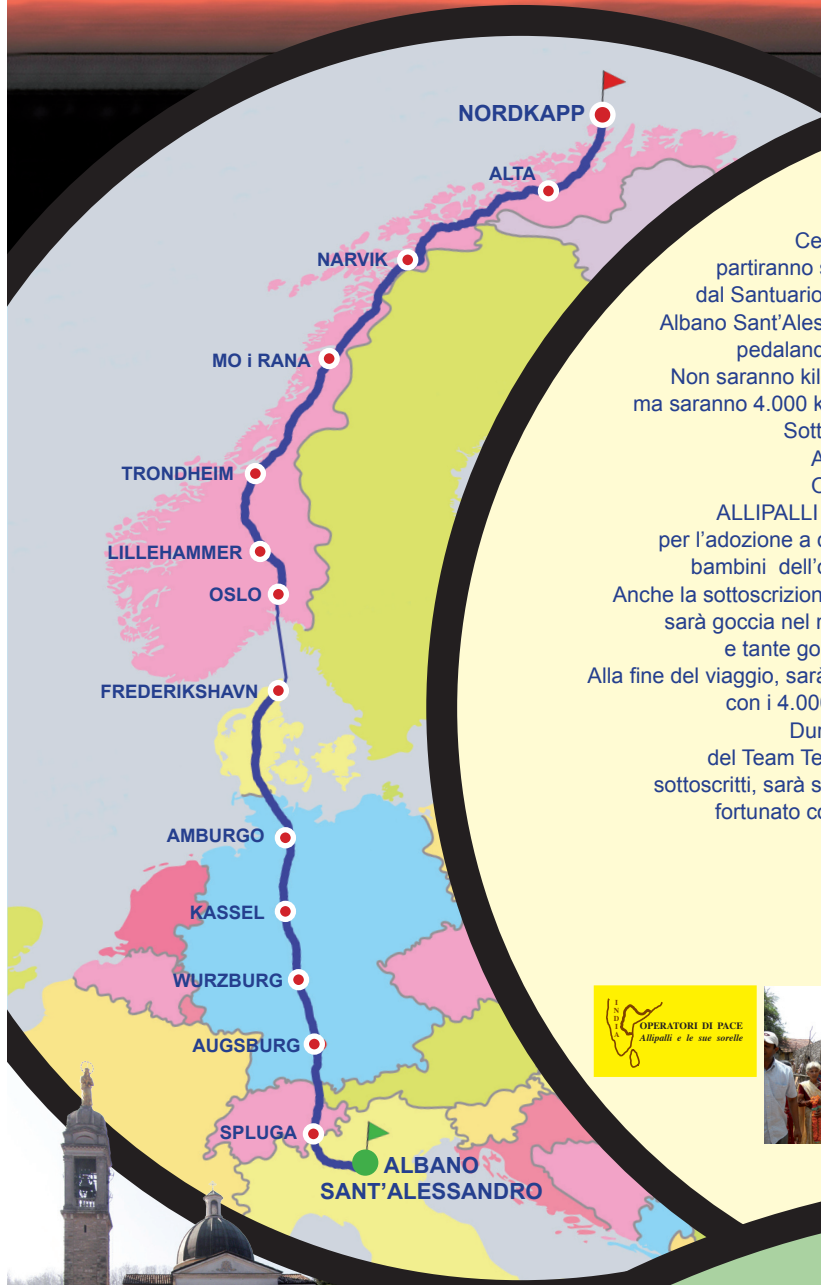 NORDKAPP
ALTA
NARVIK
MO i RANA
TRONDHEIM
LILLEHAMMER
OSLO
FREDERIKSHAVN
AMBURGO
KASSEL
WURZBURG
AUGSBURG
SPLUGA
ALBANO
SANT'ALESSANDRO
Ce
partiranno
dal Santuario
Albano Sant'Ales
pedaland
Non saranno kil
ma saranno 4.000 k
Sott
A
ALLIPALLI
per l'adozione a
bambini dell'
Anche la sottoscrizion
sarà goccia nel
e tante go
Alla fine del viaggio, sarà
con i 4.000
Dur
del Team Te
sottoscritti, sarà s
fortunato co
INDIA
OPERATORI DI PACE
Allipalli e le sue sorelle